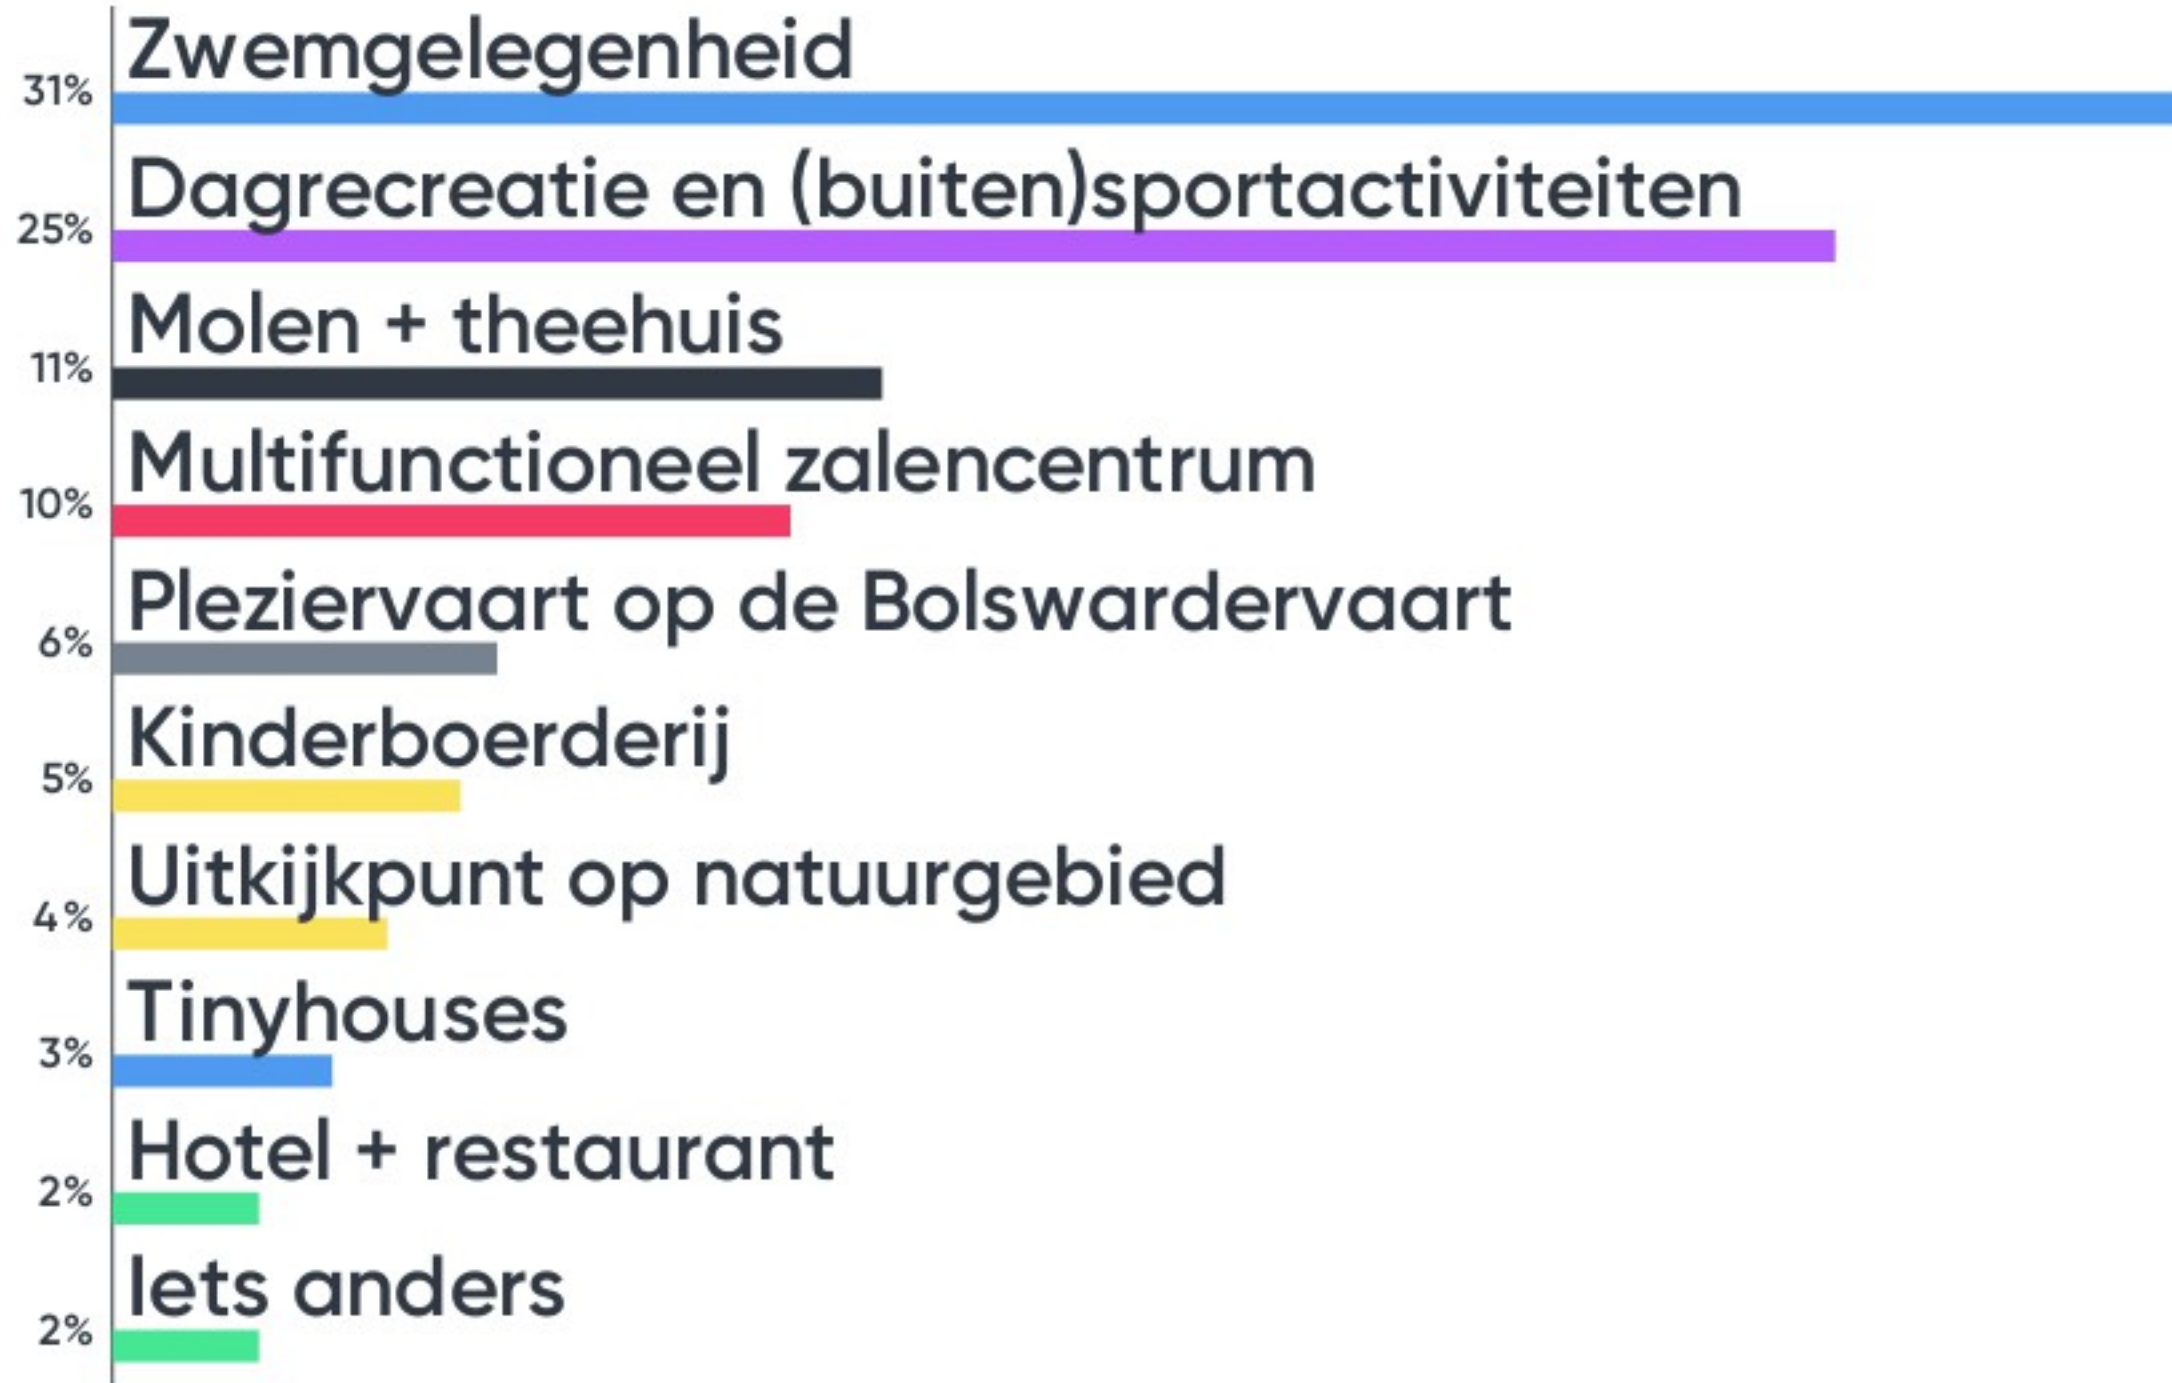 Zwemgelegenheid
31%
Dagrecreatie en (buiten)sportactiviteiten
25%
Molen + theehuis
11%
Multifunctioneel zalencentrum
10%
Pleziervaart op de Bolswardervaart
6%
Kinderboerderij
5%
Uitkijkpunt op natuurgebied
4%
Tinyhouses
3%
Hotel + restaurant
2%
Iets anders
2%